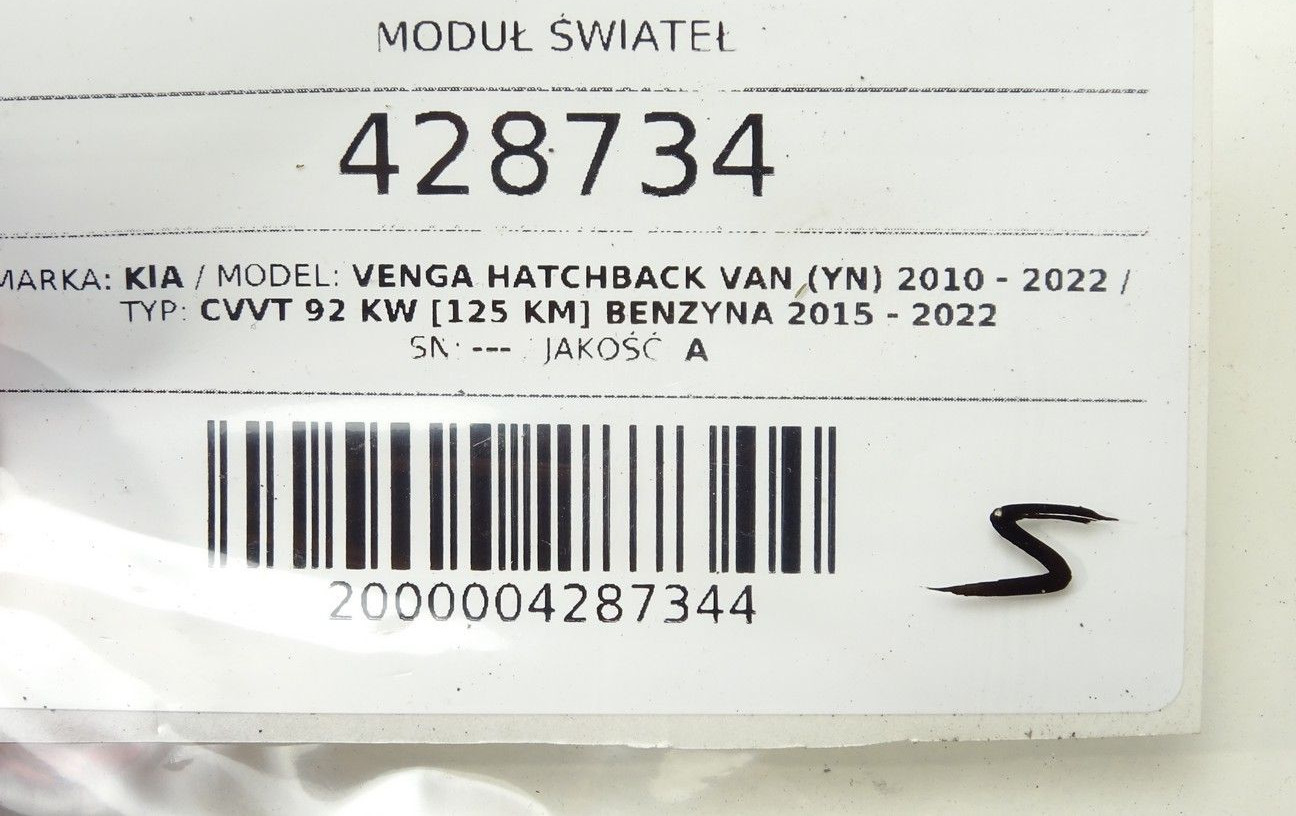 MODUŁ ŚWIATEŁ
428734
MARKA: KIA / MODEL: VENGA HATCHBACK VAN (YN) 2010 - 2022 /
TYP: CVVT 92 KW [125 KM] BENZYNA 2015 - 2022
SN: --- / JAKOŚĆ: A
2000004287344
S